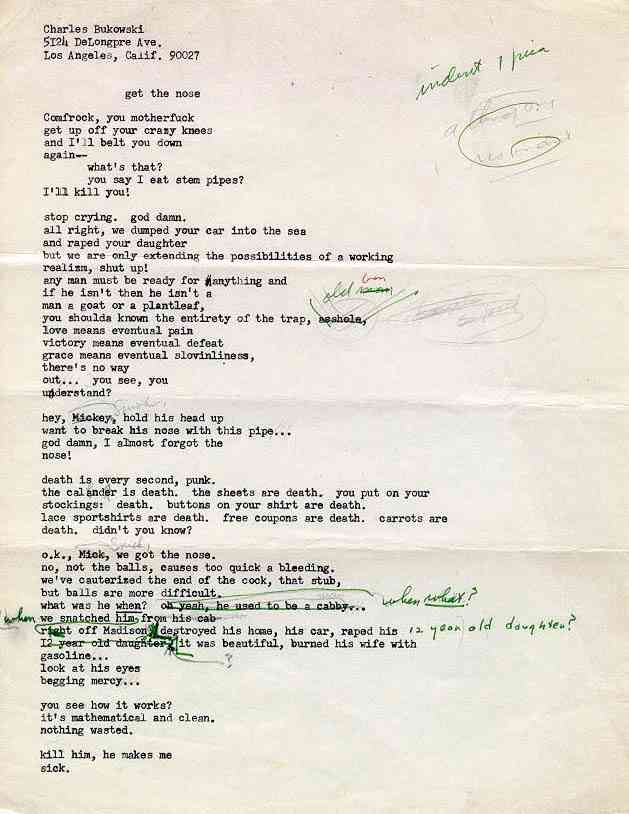 Charles Bukowski
5124 DeLongpre Ave.
Los Angeles, Calif. 90027
indent 1 pica
get the nose
Comfrock, you motherfuck
get up off your crazy knees
and I'll belt you down
again--
what's that?
you say I eat stem pipes?
I'll kill you!
stop crying. god damn.
all right, we dumped your car into the sea
and raped your daughter
but we are only extending the possibilities of a working
realizm, shut up!
any man must be ready for anything and
if he isn't then he isn't a
man a goat or a plantleaf,
old
you shoulda known the entirety of the trap, asshole,
love means eventual pain
victory means eventual defeat
grace means eventual slovinliness,
there's no way
out... you see, you
understand?
hey, Mickey, hold his head up
want to break his nose with this pipe...
god damn, I almost forgot the
nose!
death is every second, punk.
the calander is death. the sheets are death. you put on your
stockings: death. buttons on your shirt are death.
lace sportshirts are death. free coupons are death. carrots are
death. didn't you know?
o.k., Mick, we got the nose.
no, not the balls, causes too quick a bleeding.
we've cauterized the end of the cock, that stub,
but balls are more difficult.
what was he when? oh yeah, he used to be a cabby... when what?
when we snatched him from his cab
right off Madison, destroyed his home, his car, raped his 12 year old daughter?
I2 year old daughter, it was beautiful, burned his wife with
?
gasoline...
look at his eyes
begging mercy...
you see how it works?
it's mathematical and clean.
nothing wasted.
kill him, he makes me
sick.